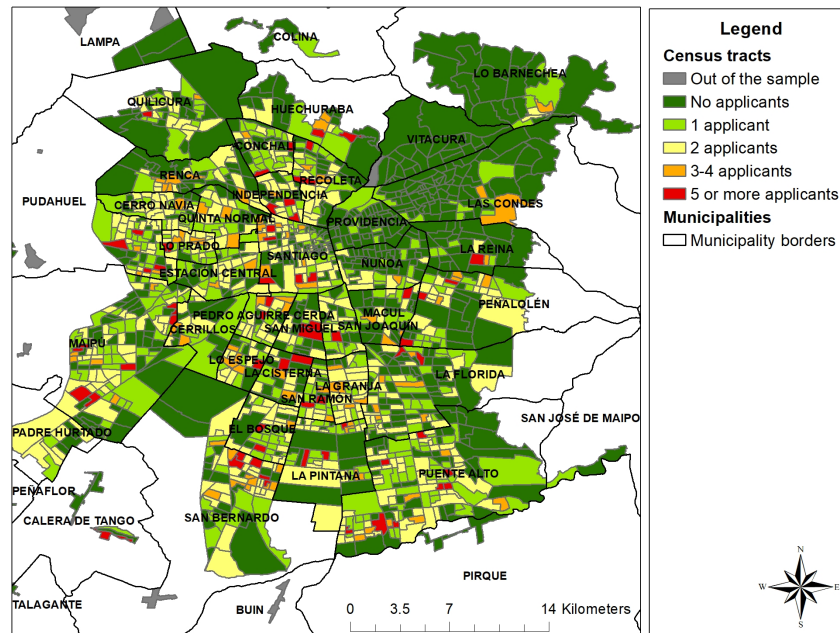 LAMPA
COLINA
LO BARNECHEA
QUILICURA
HUECHURABA
VITACURA
CONCHALÍ
RENCA
RECOLETA
INDEPENDENCIA
PUDAHUEL
CERRO NAVIA
LAS CONDES
QUINTA NORMAL
PROVIDENCIA
LO PRADO
LA REINA
SANTIAGO
ÑUÑOA
ESTACIÓN CENTRAL
PEÑALOLÉN
PEDRO AGUIRRE CERDA
MACUL
CERRILLOS
SAN MIGUEL
SAN JOAQUÍN
MAIPÚ
LO ESPEJO
LA CISTERNA
LA FLORIDA
LA GRANJA
SAN RAMÓN
SAN JOSÉ DE MAIPO
PADRE HURTADO
EL BOSQUE
LA PINTANA
PUENTE ALTO
PEÑAFLOR
CALERA DE TANGO
SAN BERNARDO
PIRQUE
TALAGANTE
BUIN
0 3.5 7 14 Kilometers
Legend
Census tracts
Out of the sample
No applicants
1 applicant
2 applicants
3-4 applicants
5 or more applicants
Municipalities
Municipality borders
N
W E
S